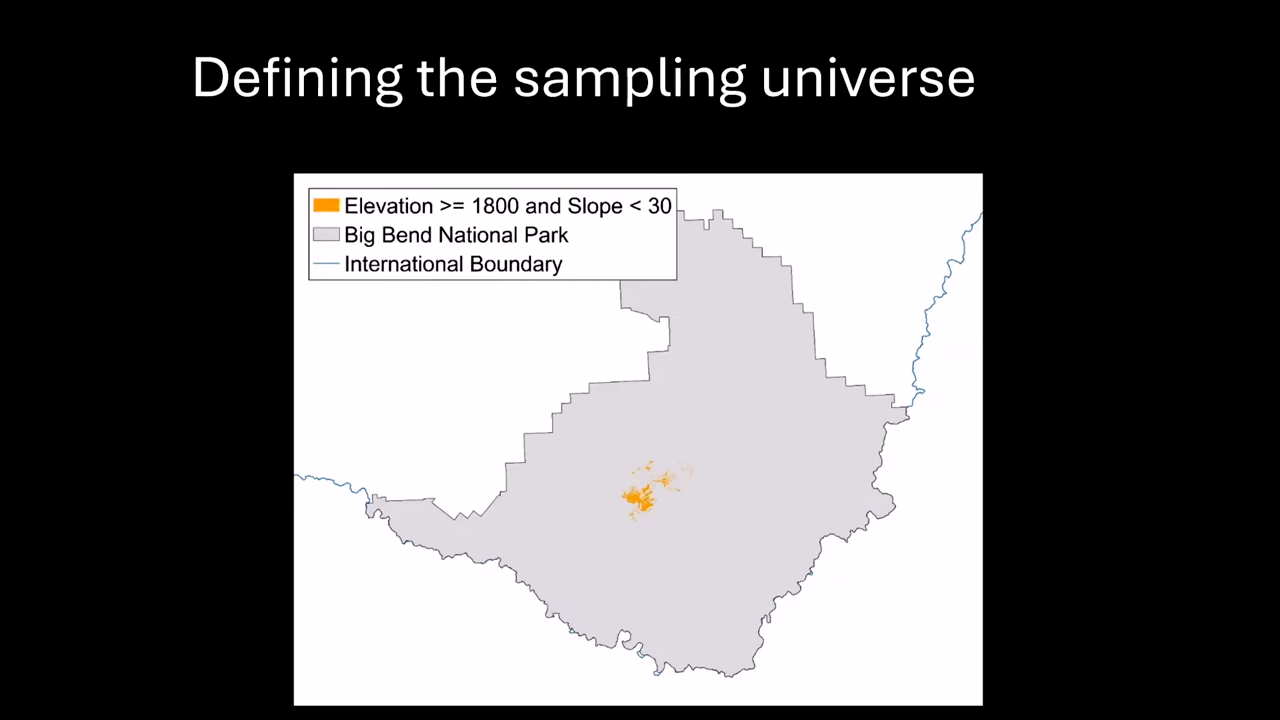 Defining the sampling universe
Elevation >= 1800 and Slope < 30
Big Bend National Park
International Boundary